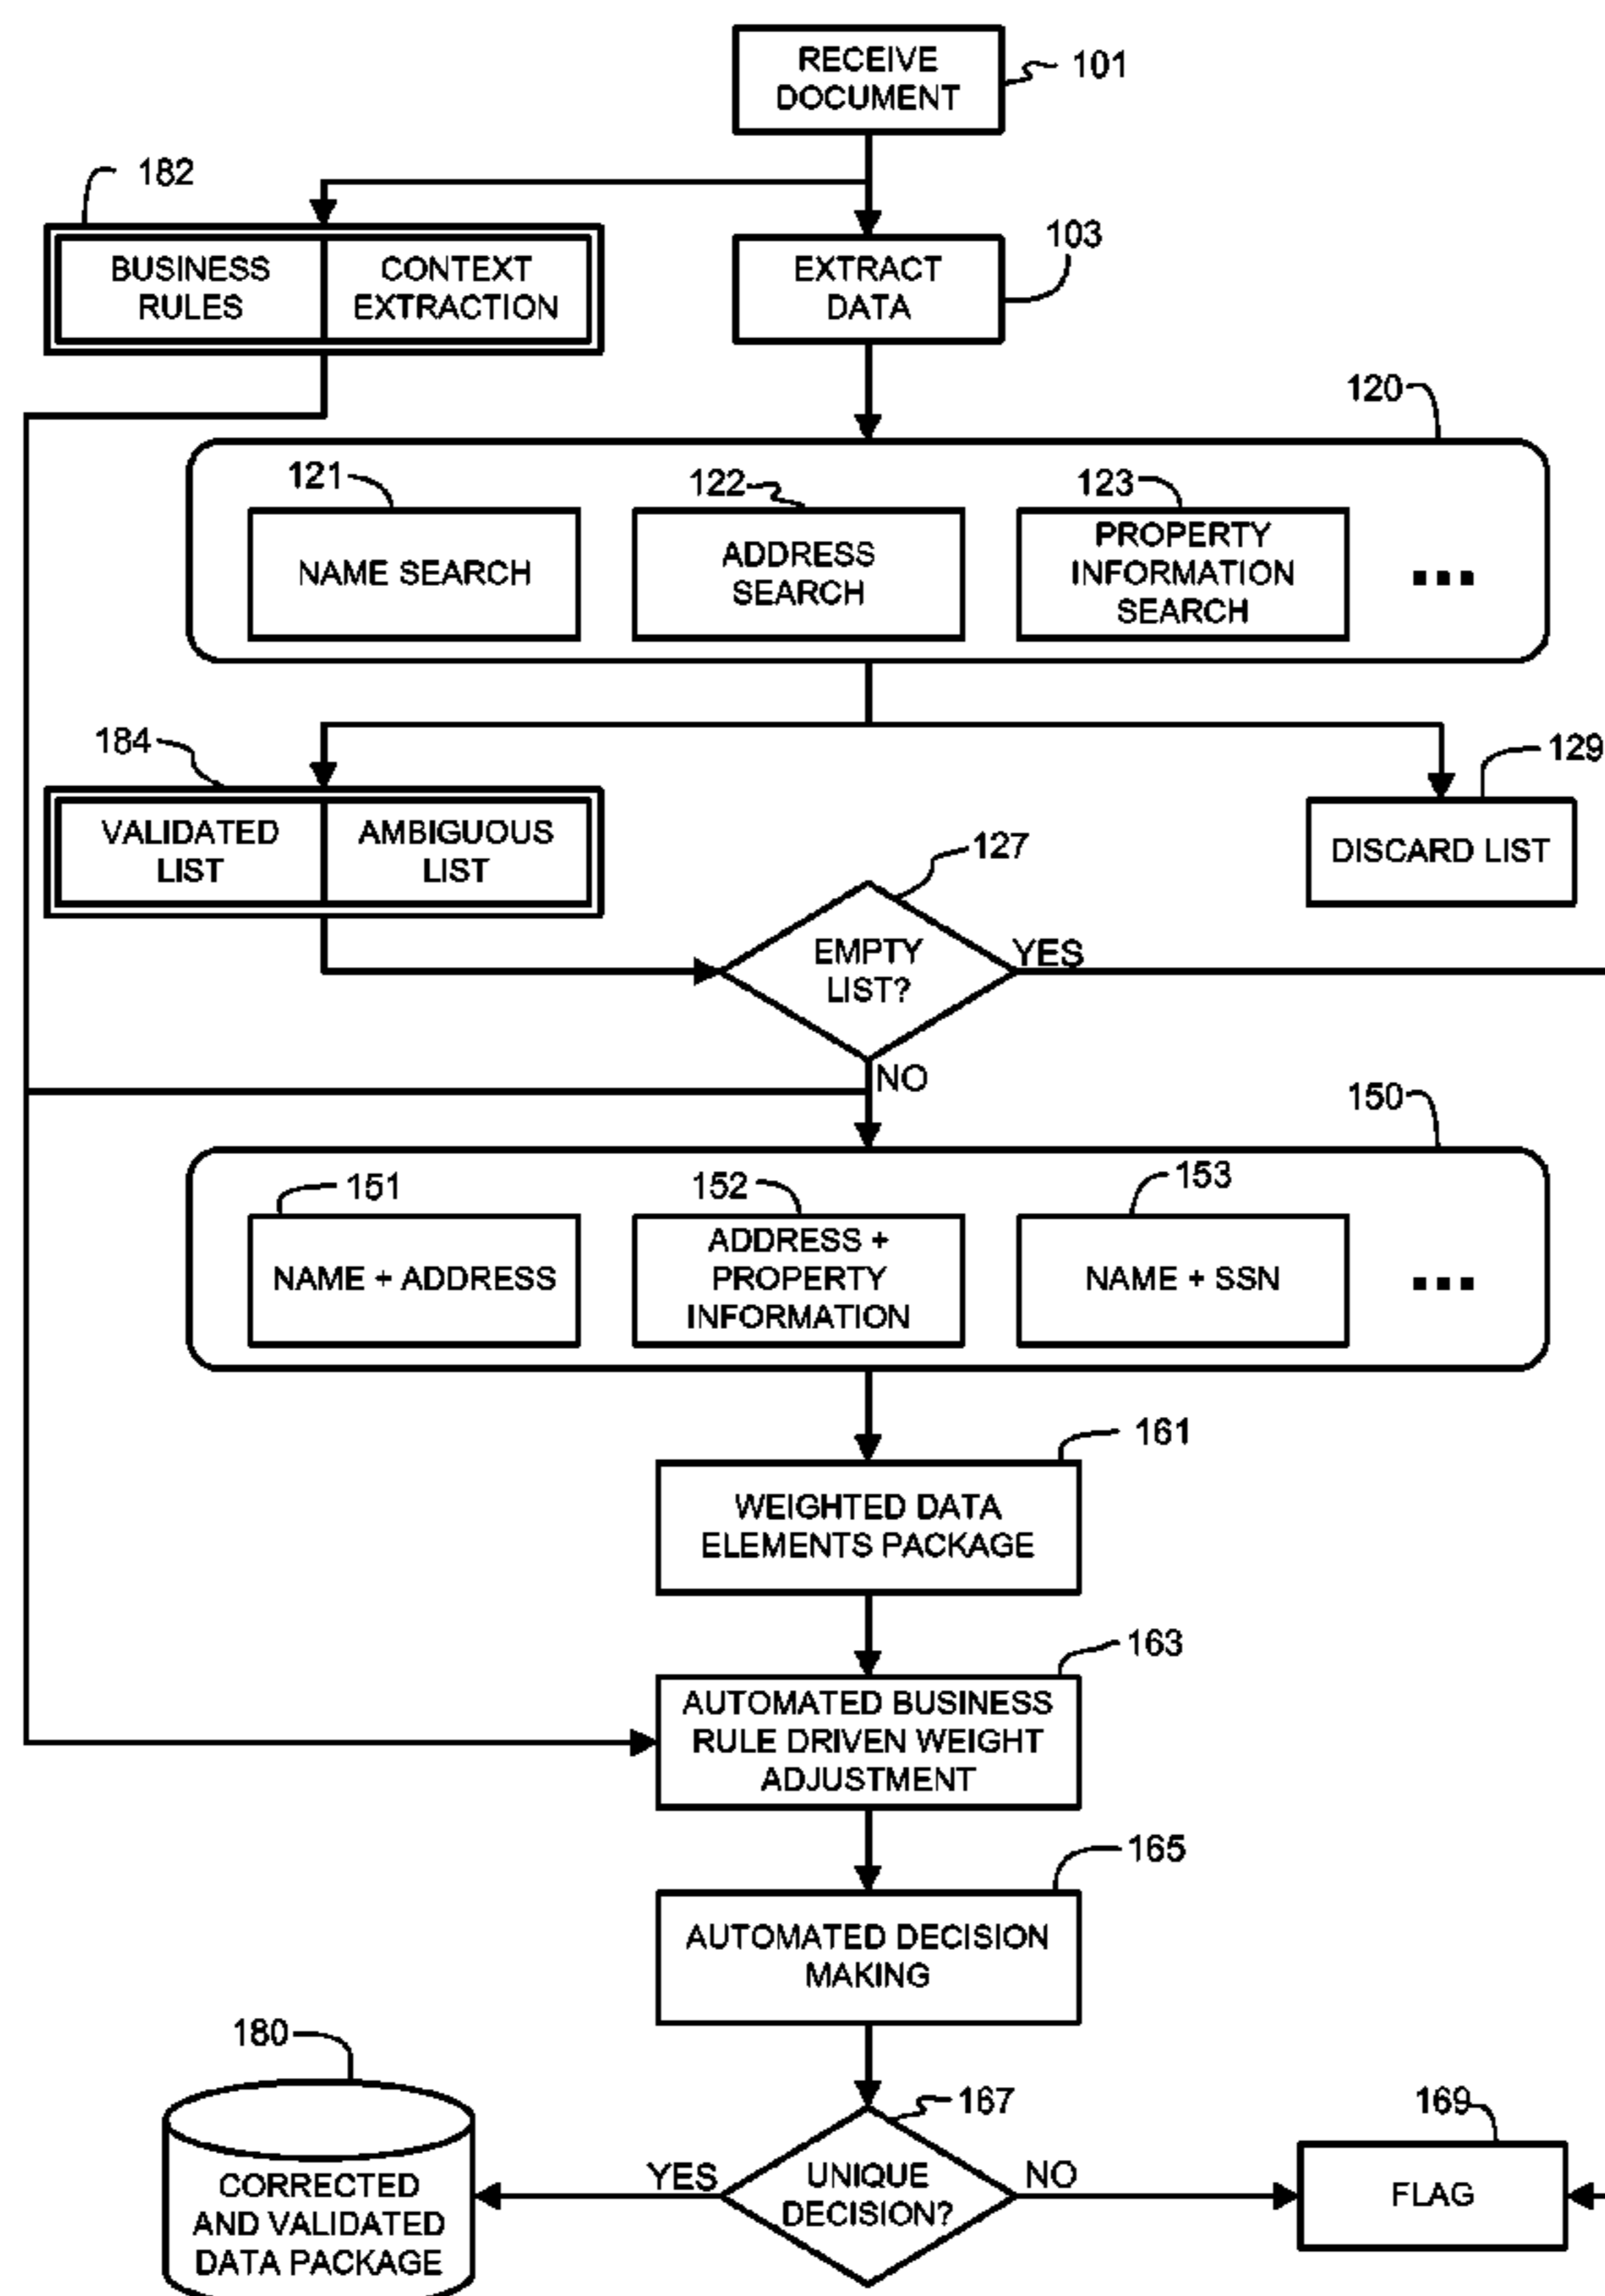 RECEIVE
DOCUMENT
101
182
BUSINESS
RULES
CONTEXT
EXTRACTION
EXTRACT
DATA
103
120
121
NAME SEARCH
122
ADDRESS
SEARCH
123
PROPERTY
INFORMATION
SEARCH
...
184
VALIDATED
LIST
AMBIGUOUS
LIST
129
DISCARD LIST
127
EMPTY
LIST?
YES
NO
150
151
NAME + ADDRESS
152
ADDRESS +
PROPERTY
INFORMATION
153
NAME + SSN
...
161
WEIGHTED DATA
ELEMENTS PACKAGE
163
AUTOMATED BUSINESS
RULE DRIVEN WEIGHT
ADJUSTMENT
165
AUTOMATED DECISION
MAKING
180
CORRECTED
AND VALIDATED
DATA PACKAGE
167
YES
UNIQUE
DECISION?
NO
169
FLAG